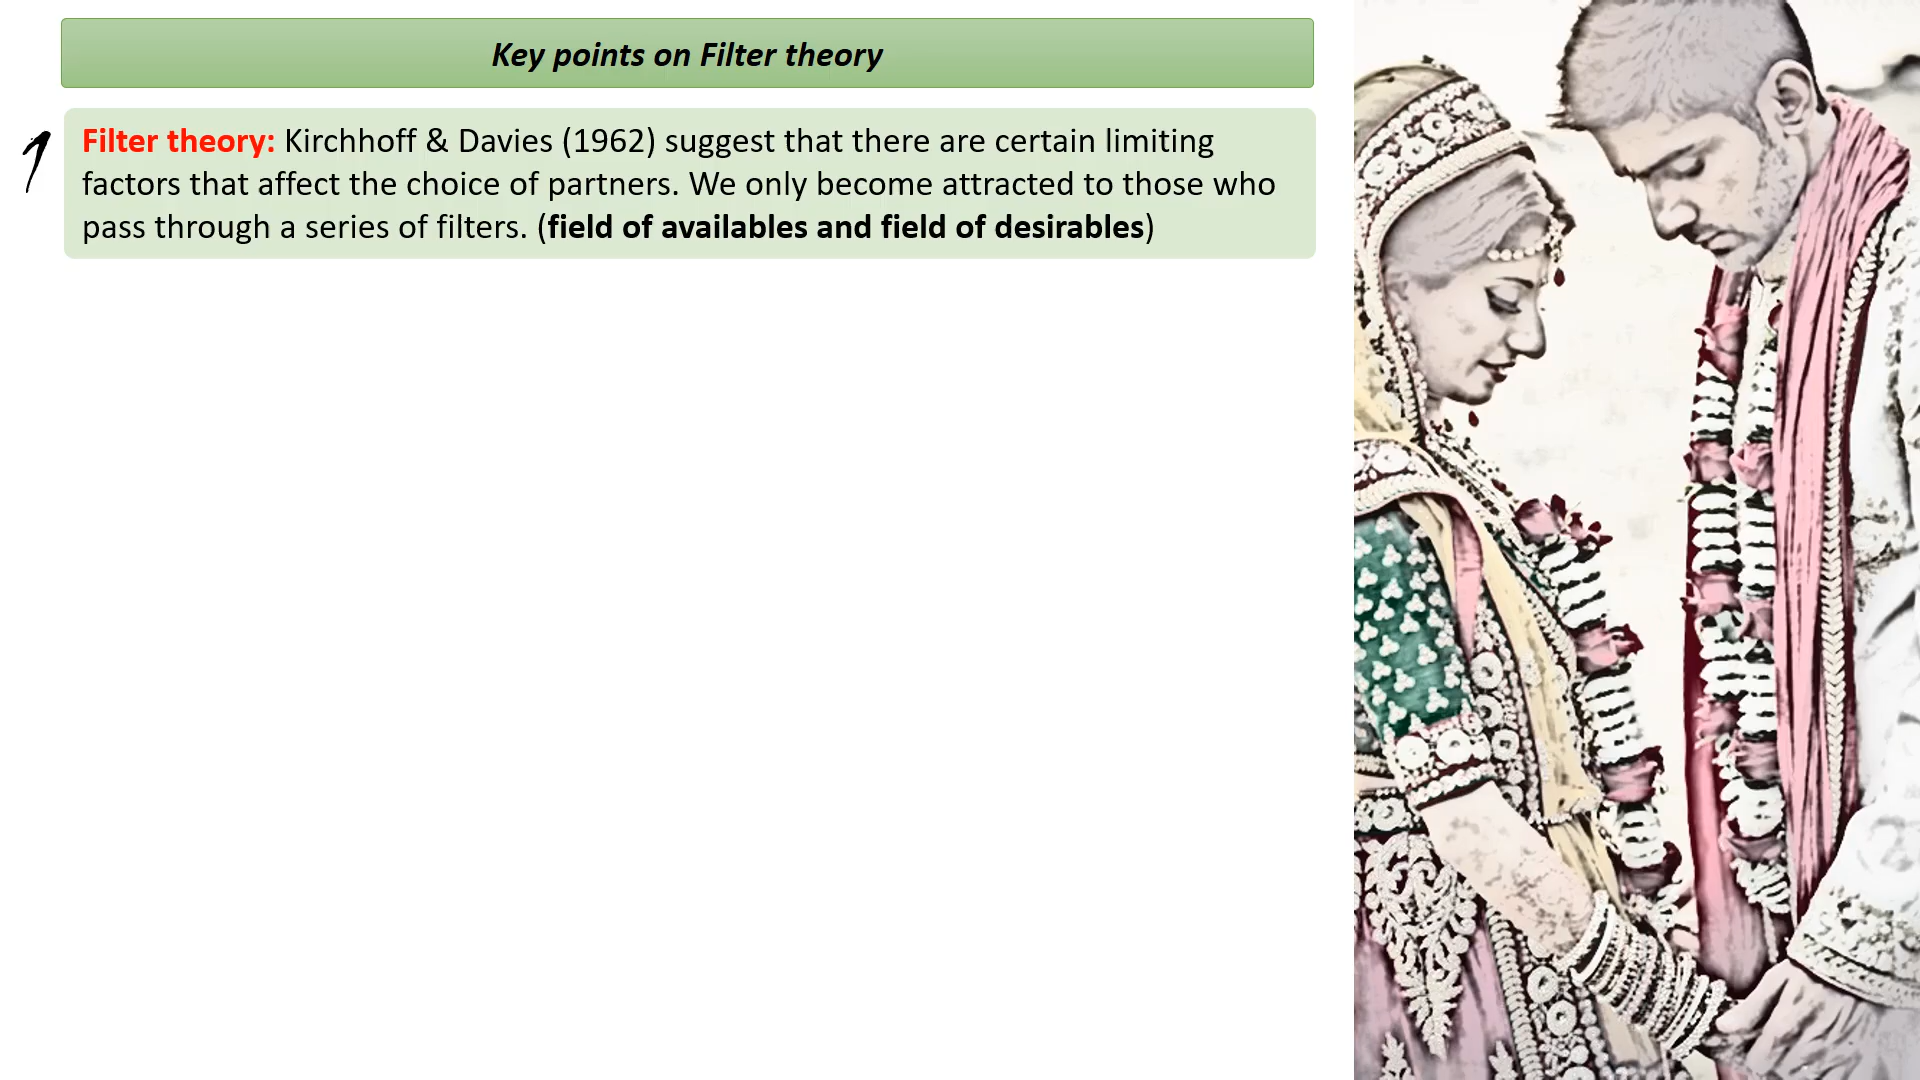 Key points on Filter theory
1
Filter theory: Kirchhoff & Davies (1962) suggest that there are certain limiting
factors that affect the choice of partners. We only become attracted to those who
pass through a series of filters. (field of availables and field of desirables)